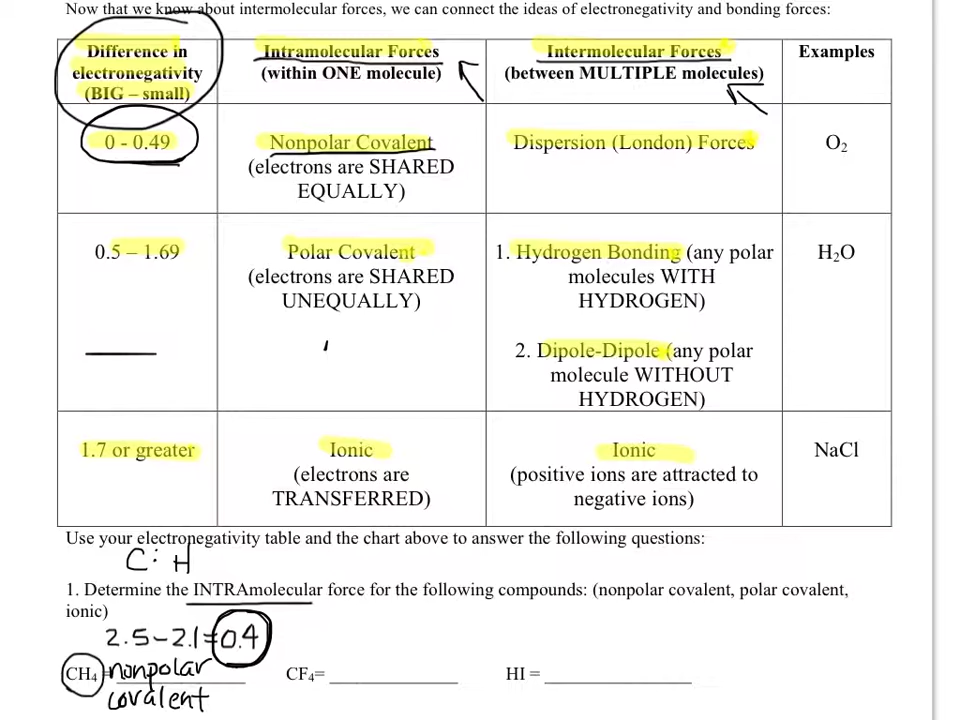 Now that we know about intermolecular forces, we can connect the ideas of electronegativity and bonding forces:
Difference in
electronegativity
(BIG – small)
Intramolecular Forces
(within ONE molecule)
Intermolecular Forces
(between MULTIPLE molecules)
Examples
0 - 0.49
Nonpolar Covalent
(electrons are SHARED
EQUALLY)
Dispersion (London) Forces
O₂
0.5 – 1.69
Polar Covalent
(electrons are SHARED
UNEQUALLY)
1. Hydrogen Bonding (any polar
molecules WITH
HYDROGEN)
2. Dipole-Dipole (any polar
molecule WITHOUT
HYDROGEN)
H₂O
1.7 or greater
Ionic
(electrons are
TRANSFERRED)
Ionic
(positive ions are attracted to
negative ions)
NaCl
Use your electronegativity table and the chart above to answer the following questions:
C : H
1. Determine the INTRAmolecular force for the following compounds: (nonpolar covalent, polar covalent,
ionic)
2.5-2.1=0.4
CH₄= nonpolar
covalent
CF₄= ____________
HI = ____________